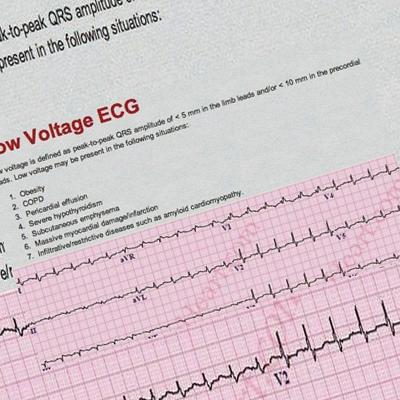 k-to-peak QRS amplitude
present in the following situations:
ow Voltage ECG
w voltage is defined as peak-to-peak QRS amplitude of < 5 mm in the limb leads and/or < 10 mm in the precordial
ads. Low voltage may be present in the following situations:
1. Obesity
2. COPD
3. Pericardial effusion
4. Severe hypothyroidism
5. Subcutaneous emphysema
6. Massive myocardial damage/infarction
7. Infiltrative/restrictive diseases such as amyloid cardiomyopathy.
I
aVR
V1
V4
II
aVL
V2
V5
V2